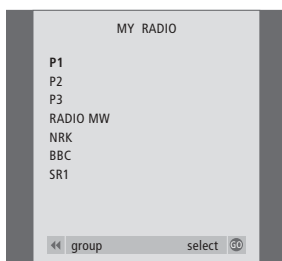 MY RADIO
P1
P2
P3
RADIO MW
NRK
BBC
SR1
group select GO